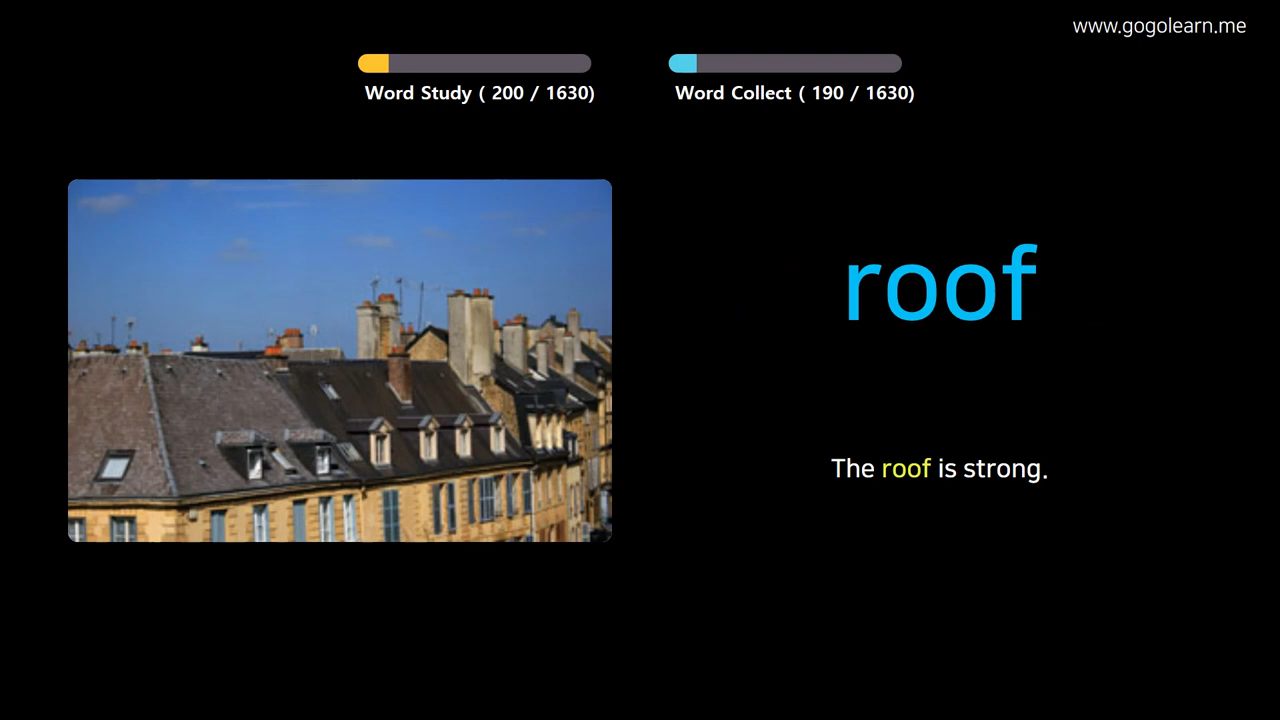 www.gogolearn.me
Word Study ( 200 / 1630)
Word Collect ( 190 / 1630)
roof
The roof is strong.